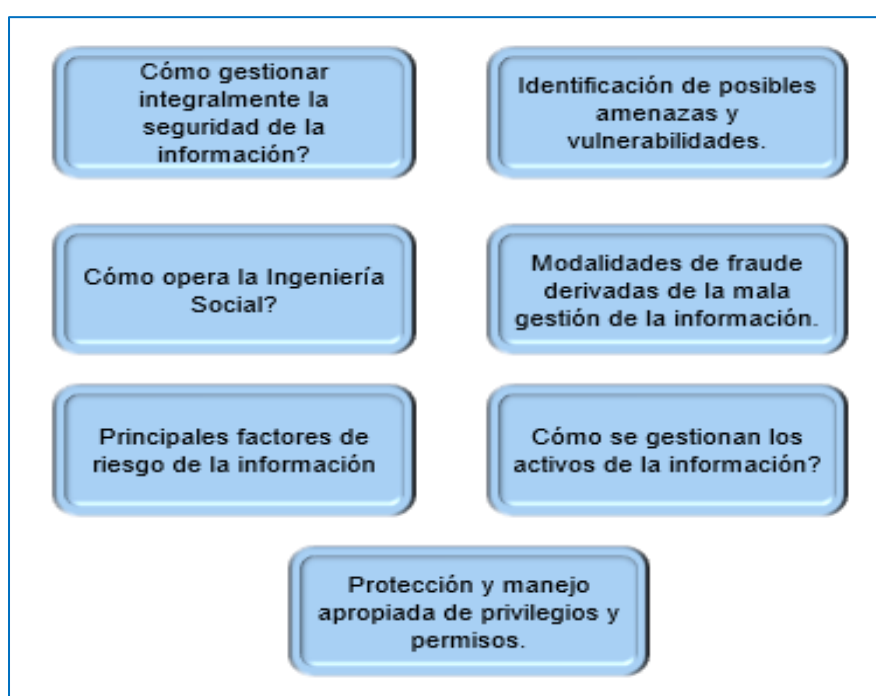 Cómo gestionar
integralmente la
seguridad de la
información?
Identificación de posibles
amenazas y
vulnerabilidades.
Cómo opera la Ingeniería
Social?
Modalidades de fraude
derivadas de la mala
gestión de la información.
Principales factores de
riesgo de la información
Cómo se gestionan los
activos de la información?
Protección y manejo
apropiada de privilegios y
permisos.